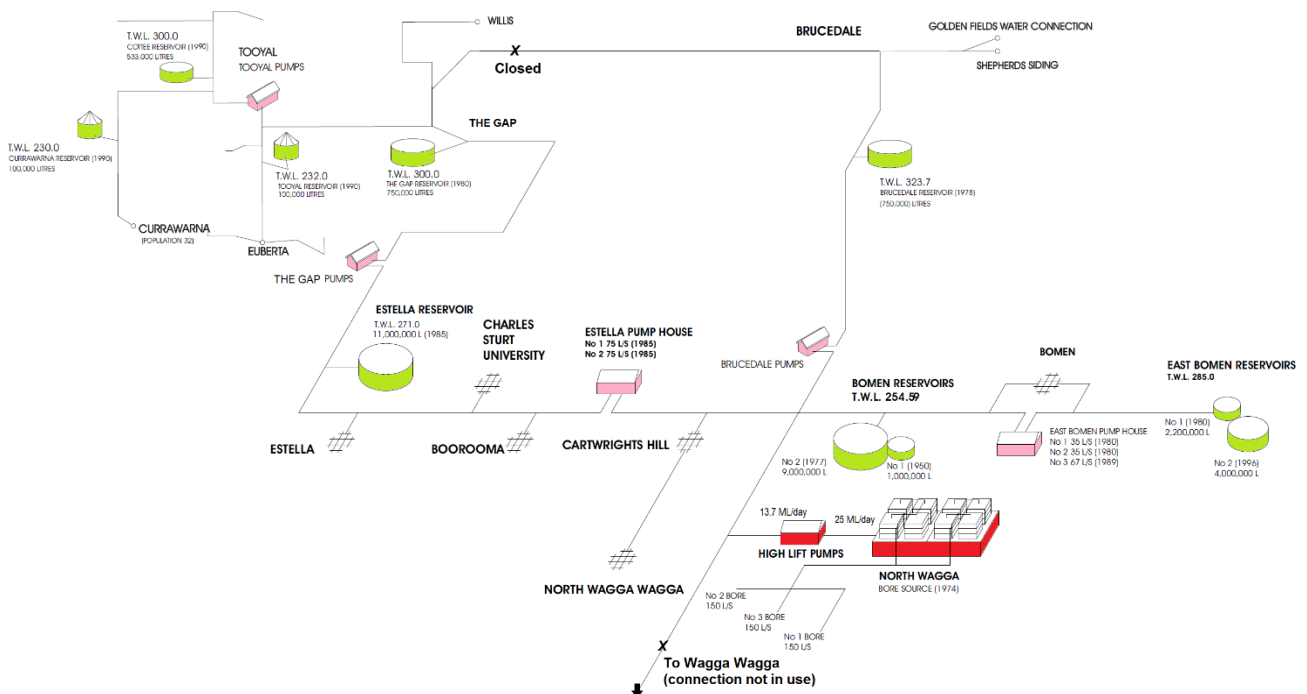 WILLIS
BRUCEDALE
GOLDEN FIELDS WATER CONNECTION
SHEPHERDS SIDING
T.W.L. 300.0
COTTEE RESERVOIR (1990)
533,000 LITRES
TOOYAL
TOOYAL PUMPS
X
Closed
THE GAP
T.W.L. 230.0
CURRAWARNA RESERVOIR (1990)
100,000 LITRES
T.W.L. 232.0
TOOYAL RESERVOIR (1990)
100,000 LITRES
T.W.L. 300.0
THE GAP RESERVOIR (1980)
750,000 LITRES
T.W.L. 323.7
BRUCEDALE RESERVOIR (1978)
(750,000) LITRES
CURRAWARNA
(POPULATION 32)
EUBERTA
THE GAP PUMPS
ESTELLA RESERVOIR
T.W.L. 271.0
11,000,000 L (1985)
CHARLES
STURT
UNIVERSITY
ESTELLA PUMP HOUSE
No 1 75 L/S (1985)
No 2 75 L/S (1985)
BRUCEDALE PUMPS
BOMEN RESERVOIRS
T.W.L. 254.59
BOMEN
EAST BOMEN RESERVOIRS
T.W.L. 285.0
ESTELLA
BOOROOMA
CARTWRIGHTS HILL
No 2 (1977)
9,000,000 L
No 1 (1950)
1,000,000 L
EAST BOMEN PUMP HOUSE
No 1 35 L/S (1980)
No 2 35 L/S (1980)
No 3 67 L/S (1989)
No 1 (1980)
2,200,000 L
No 2 (1996)
4,000,000 L
13.7 ML/day
25 ML/day
HIGH LIFT PUMPS
NORTH WAGGA
BORE SOURCE (1974)
NORTH WAGGA WAGGA
No 2 BORE
150 L/S
No 3 BORE
150 L/S
No 1 BORE
150 L/S
X
To Wagga Wagga
(connection not in use)